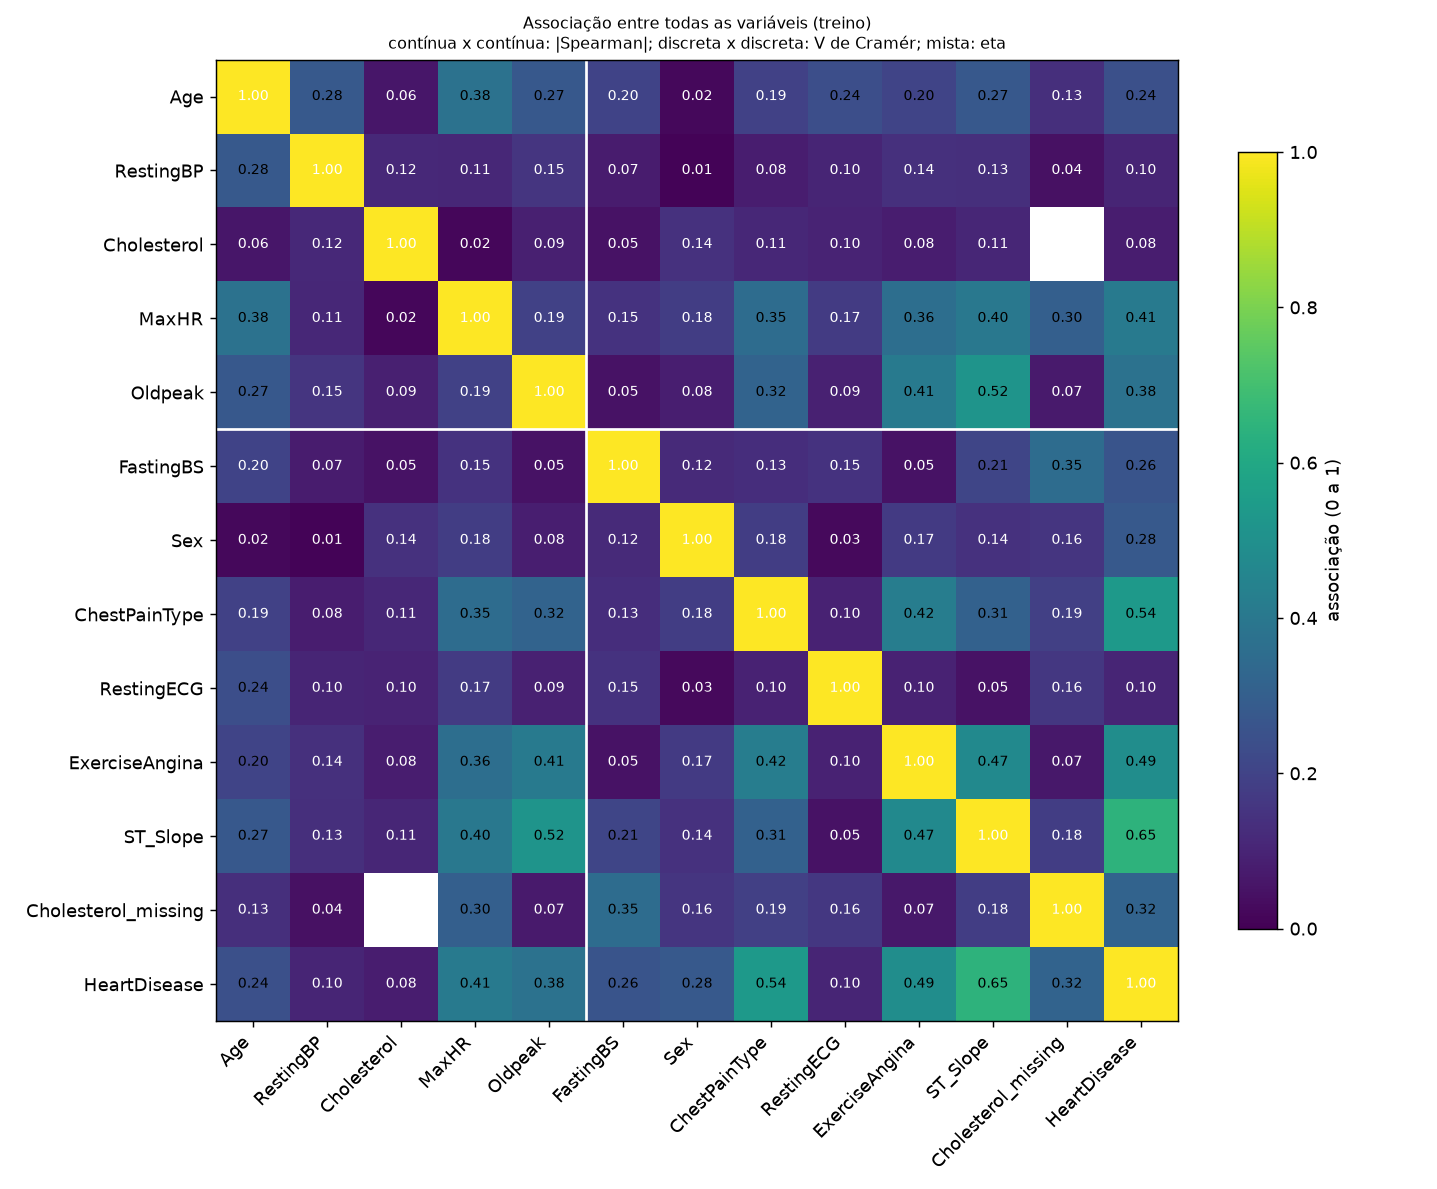 Associação entre todas as variáveis (treino)
contínua x contínua: |Spearman|; discreta x discreta: V de Cramér; mista: eta
Age 1.00 0.28 0.06 0.38 0.27 0.20 0.02 0.19 0.24 0.20 0.27 0.13 0.24
RestingBP 0.28 1.00 0.12 0.11 0.15 0.07 0.01 0.08 0.10 0.14 0.13 0.04 0.10
Cholesterol 0.06 0.12 1.00 0.02 0.09 0.05 0.14 0.11 0.10 0.08 0.11 0.08
MaxHR 0.38 0.11 0.02 1.00 0.19 0.15 0.18 0.35 0.17 0.36 0.40 0.30 0.41
Oldpeak 0.27 0.15 0.09 0.19 1.00 0.05 0.08 0.32 0.09 0.41 0.52 0.07 0.38
FastingBS 0.20 0.07 0.05 0.15 0.05 1.00 0.12 0.13 0.15 0.05 0.21 0.35 0.26
Sex 0.02 0.01 0.14 0.18 0.08 0.12 1.00 0.18 0.03 0.17 0.14 0.16 0.28
ChestPainType 0.19 0.08 0.11 0.35 0.32 0.13 0.18 1.00 0.10 0.42 0.31 0.19 0.54
RestingECG 0.24 0.10 0.10 0.17 0.09 0.15 0.03 0.10 1.00 0.10 0.05 0.16 0.10
ExerciseAngina 0.20 0.14 0.08 0.36 0.41 0.05 0.17 0.42 0.10 1.00 0.47 0.07 0.49
ST_Slope 0.27 0.13 0.11 0.40 0.52 0.21 0.14 0.31 0.05 0.47 1.00 0.18 0.65
Cholesterol_missing 0.13 0.04 0.30 0.07 0.35 0.16 0.19 0.16 0.07 0.18 1.00 0.32
HeartDisease 0.24 0.10 0.08 0.41 0.38 0.26 0.28 0.54 0.10 0.49 0.65 0.32 1.00
Age
RestingBP
Cholesterol
MaxHR
Oldpeak
FastingBS
Sex
ChestPainType
RestingECG
ExerciseAngina
ST_Slope
Cholesterol_missing
HeartDisease
1.0
0.8
0.6
0.4
0.2
0.0
associação (0 a 1)